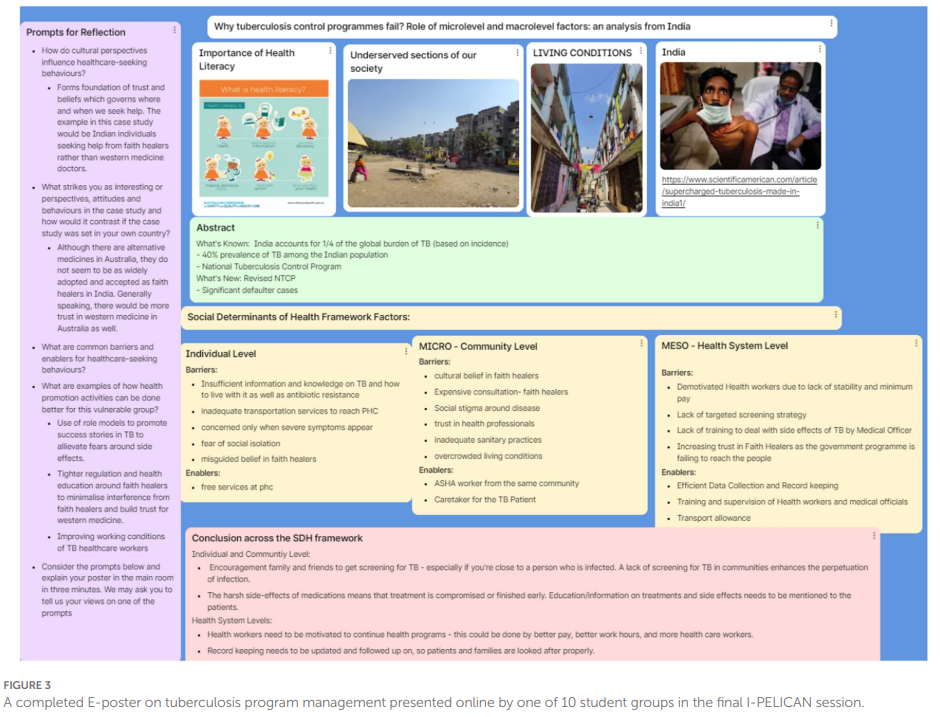 Prompts for Reflection
How do cultural perspectives
influence healthcare-seeking
behaviours?
Forms foundation of trust and
beliefs which governs where
and when we seek help. The
example in this case study
would be Indian individuals
seeking help from faith healers
rather than western medicine
doctors.
What strikes you as interesting or
perspectives, attitudes and
behaviours in the case study and
how would it contrast if the case
study was set in your own country?
Although there are alternative
medicines in Australia, they do
not seem to be as widely
adopted and accepted as faith
healers in India. Generally
speaking, there would be more
trust in western medicine in
Australia as well.
What are common barriers and
enablers for healthcare-seeking
behaviours?
What are examples of how health
promotion activities can be done
better for this vulnerable group?
Use of role models to promote
success stories in TB to
allievate fears around side
effects.
Tighter regulation and health
education around faith healers
to minimalise interference from
faith healers and build trust for
western medicine.
Improving working conditions
of TB healthcare workers
Consider the prompts below and
explain your poster in the main room
in three minutes. We may ask you to
tell us your views on one of the
prompts
Why tuberculosis control programmes fail? Role of microlevel and macrolevel factors: an analysis from India
Importance of Health
Literacy
What is health literacy?
Underserved sections of our
society
LIVING CONDITIONS
India
https://www.scientificamerican.com/article
/supercharged-tuberculosis-made-in-
india1/
Abstract
What's Known: India accounts for 1/4 of the global burden of TB (based on incidence)
- 40% prevalence of TB among the Indian population
- National Tuberculosis Control Program
What's New: Revised NTCP
- Significant defaulter cases
Social Determinants of Health Framework Factors:
Individual Level
Barriers:
Insufficient information and knowledge on TB and how
to live with it as well as antibiotic resistance
inadequate transportation services to reach PHC
concerned only when severe symptoms appear
fear of social isolation
misguided belief in faith healers
Enablers:
free services at phc
MICRO - Community Level
Barriers:
cultural belief in faith healers
Expensive consultation- faith healers
Social stigma around disease
trust in health professionals
inadequate sanitary practices
overcrowded living conditions
Enablers:
ASHA worker from the same community
Caretaker for the TB Patient
MESO - Health System Level
Barriers:
Demotivated Health workers due to lack of stability and minimum
pay
Lack of targeted screening strategy
Lack of training to deal with side effects of TB by Medical Officer
Increasing trust in Faith Healers as the government programme is
failing to reach the people
Enablers:
Efficient Data Collection and Record keeping
Training and supervision of Health workers and medical officials
Transport allowance
Conclusion across the SDH framework
Individual and Communtiy Level:
Encouragement family and friends to get screening for TB - especially if you're close to a person who is infected. A lack of screening for TB in communities enhances the perpetuation
of infection.
The harsh side-effects of medications means that treatment is compromised or finished early. Education/information on treatments and side effects needs to be mentioned to the
patients.
Health System Levels:
Health workers need to be motivated to continue health programs - this could be done by better pay, better work hours, and more health care workers.
Record keeping needs to be updated and followed up on, so patients and families are looked after properly.
FIGURE 3
A completed E-poster on tuberculosis program management presented online by one of 10 student groups in the final I-PELICAN session.